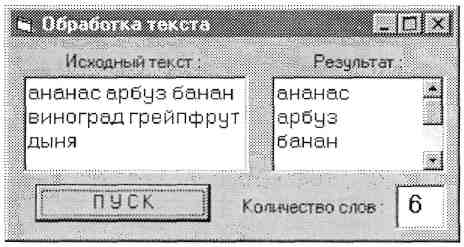 Обработка текста
Исходный текст :
ананас арбуз банан
виноград грейпфрут
дыня
Результат :
ананас
арбуз
банан
ПУСК
Количество слов : 6